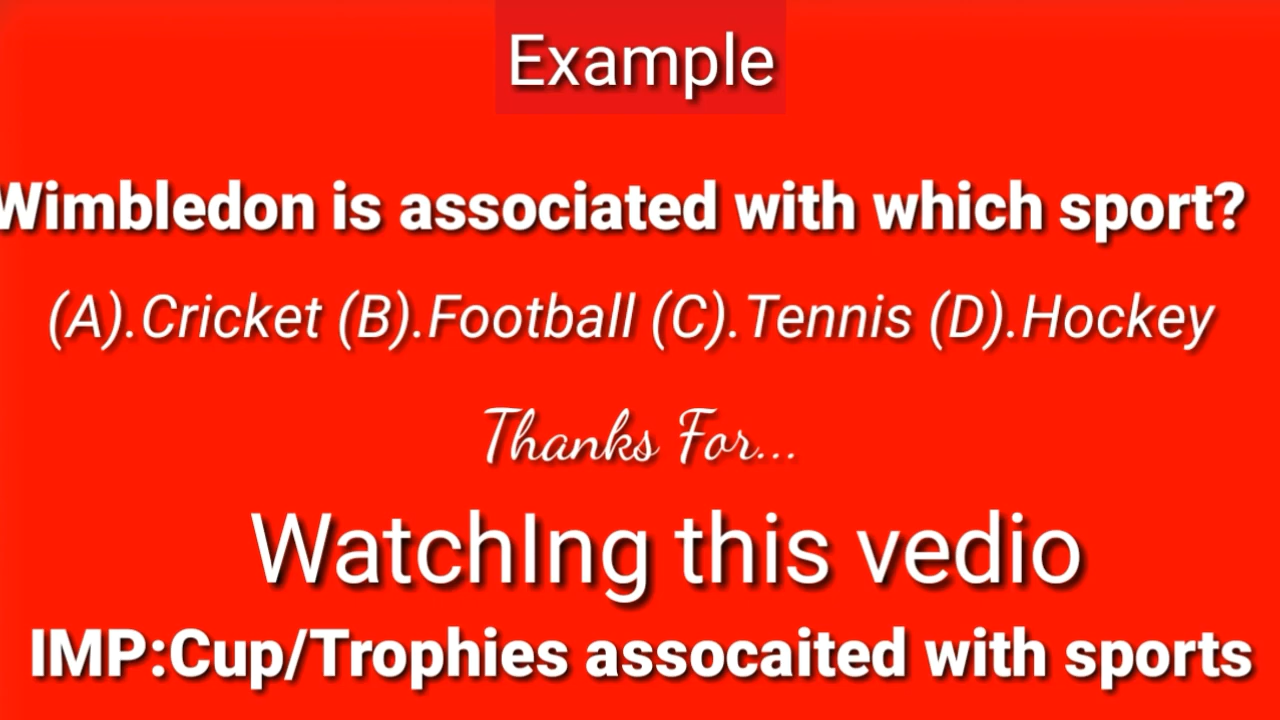 Example
Wimbledon is associated with which sport?
(A).Cricket (B).Football (C).Tennis (D).Hockey
Thanks For...
WatchIng this vedio
IMP:Cup/Trophies assocaited with sports